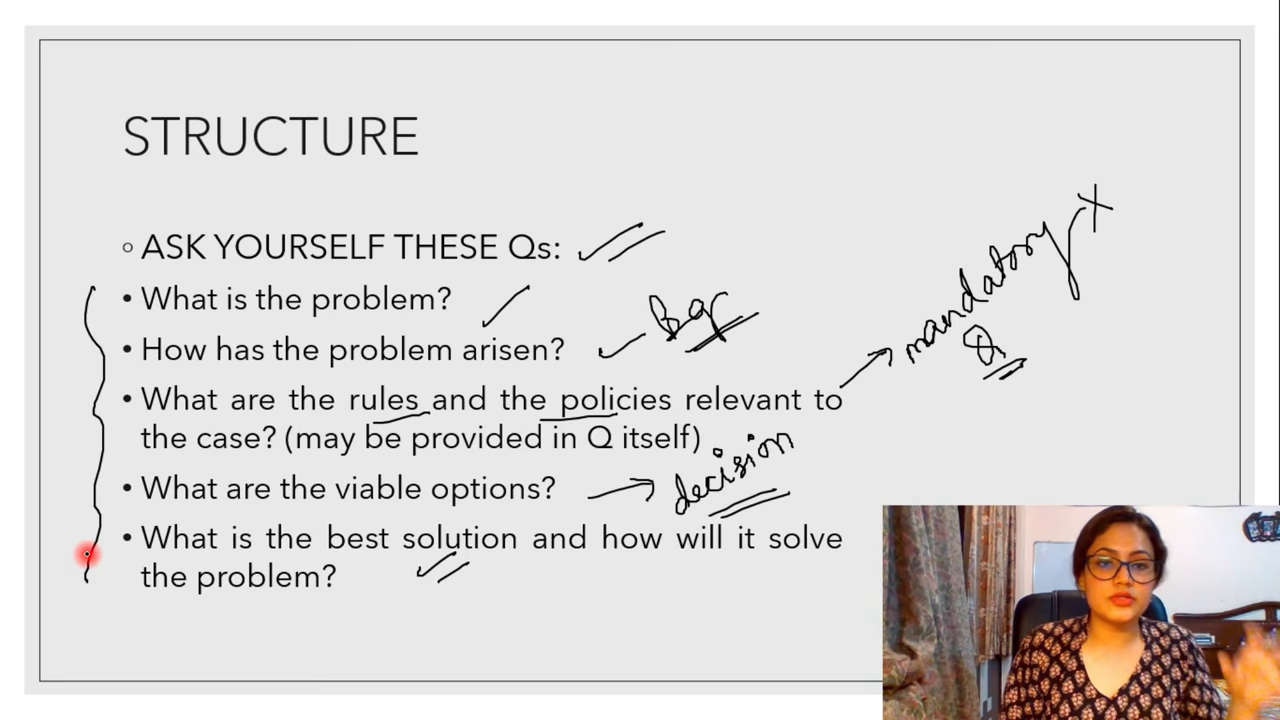 STRUCTURE
◦ ASK YOURSELF THESE Qs:
• What is the problem?
• How has the problem arisen?
• What are the rules and the policies relevant to
the case? (may be provided in Q itself)
• What are the viable options?
• What is the best solution and how will it solve
the problem?
mandatory X
Q
decision